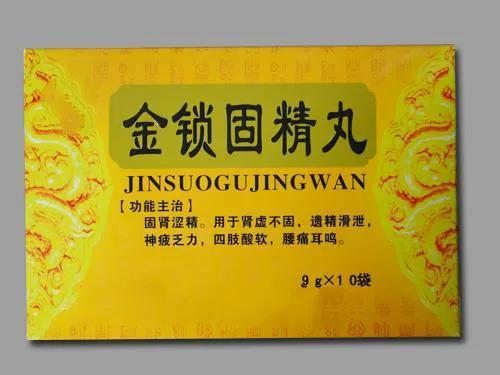 金锁固精丸
JINSUOGUJINGWAN
【功能主治】
固肾涩精。用于肾虚不固，遗精滑泄，
神疲乏力，四肢酸软，腰痛耳鸣。
9g×10袋